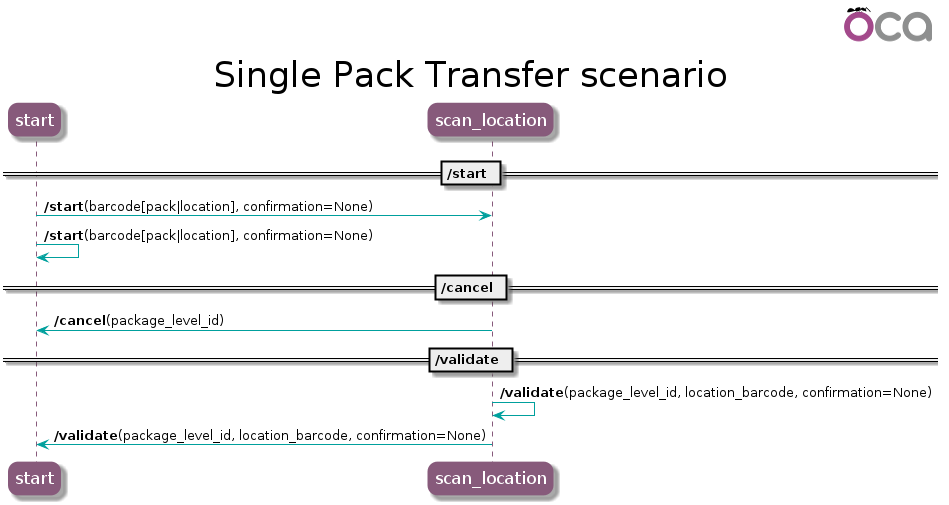 oca
Single Pack Transfer scenario
start
scan_location
/start
/start(barcode[pack|location], confirmation=None)
/start(barcode[pack|location], confirmation=None)
/cancel
/cancel(package_level_id)
/validate
/validate(package_level_id, location_barcode, confirmation=None)
/validate(package_level_id, location_barcode, confirmation=None)
start
scan_location